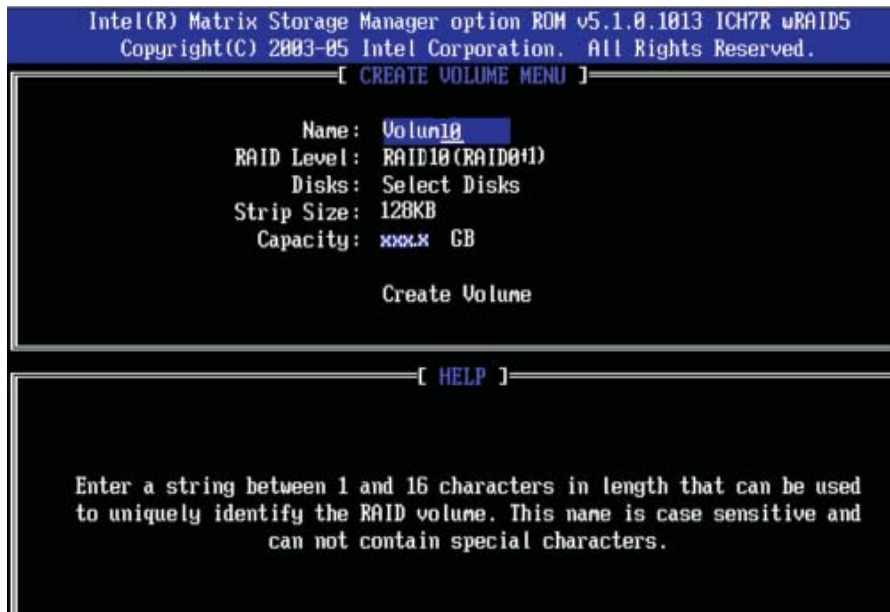 Intel(R) Matrix Storage Manager option ROM v5.1.0.1013 ICH7R wRAID5
Copyright(C) 2003-05 Intel Corporation. All Rights Reserved.
[ CREATE VOLUME MENU ]
Name: Volum10
RAID Level: RAID10(RAID0+1)
Disks: Select Disks
Strip Size: 128KB
Capacity: xxx.x GB
Create Volume
[ HELP ]
Enter a string between 1 and 16 characters in length that can be used
to uniquely identify the RAID volume. This name is case sensitive and
can not contain special characters.